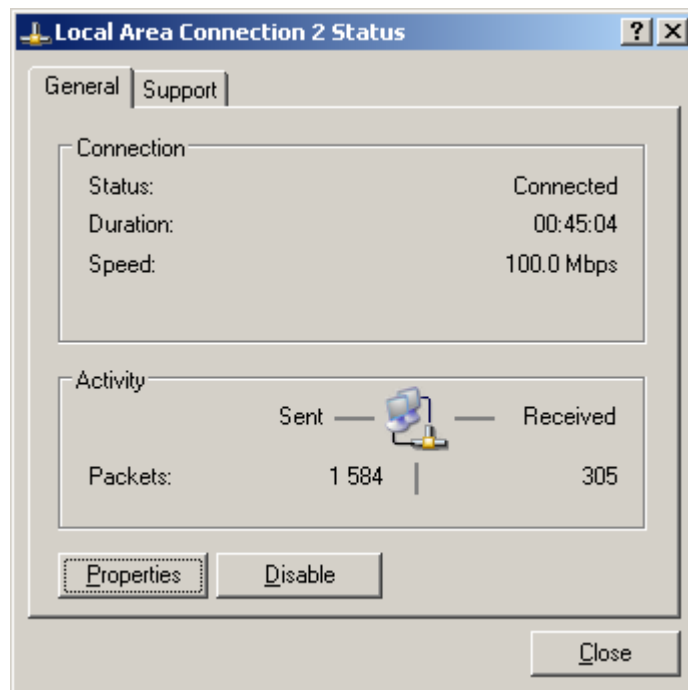 Local Area Connection 2 Status
General Support
Connection
Status: Connected
Duration: 00:45:04
Speed: 100.0 Mbps
Activity
Sent Received
Packets: 1 584 305
Properties Disable
Close